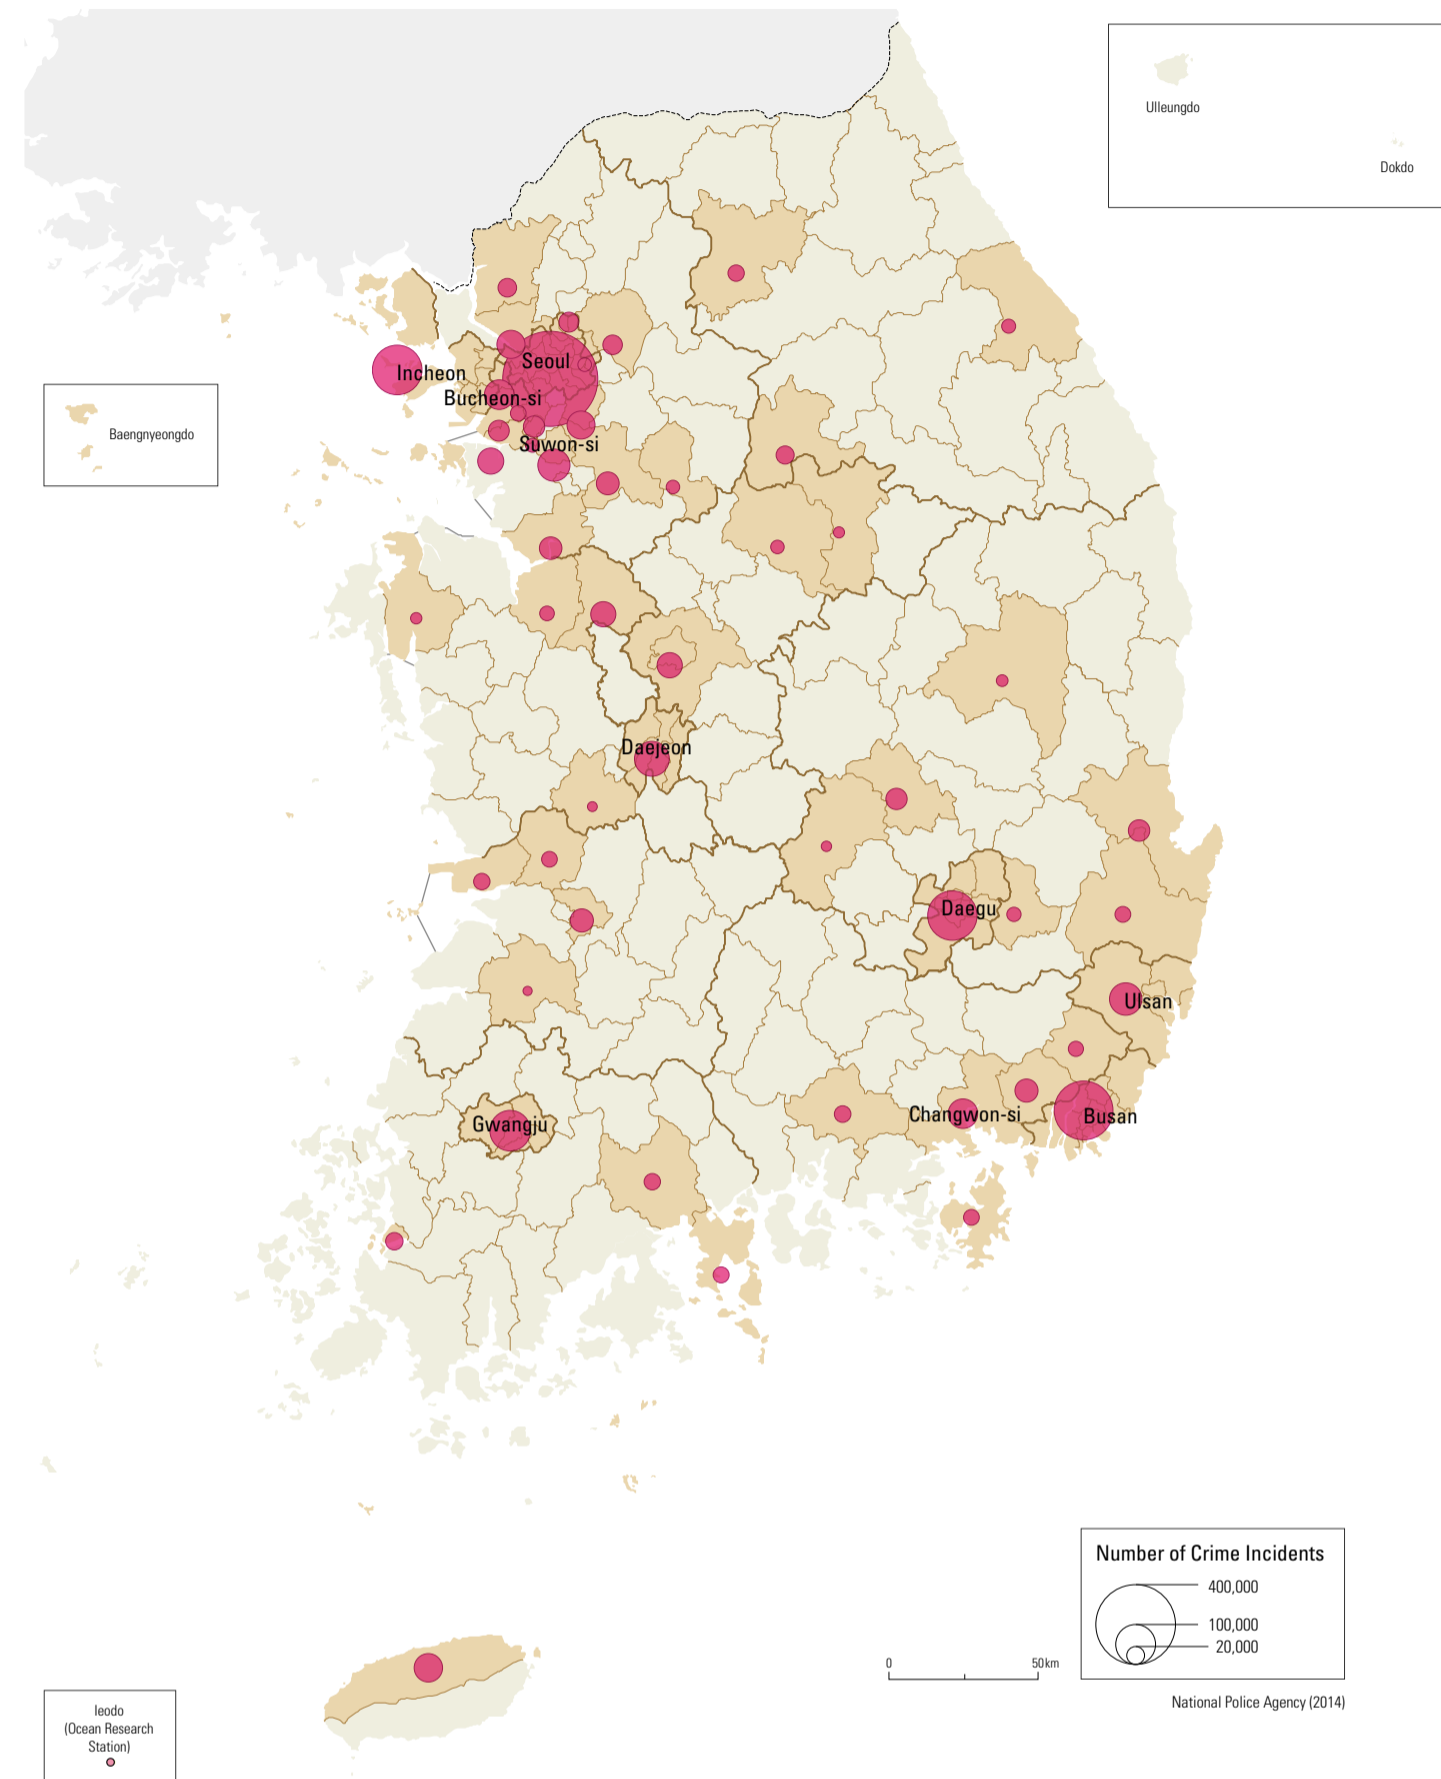 Ulleungdo
Dokdo
Seoul
Incheon
Bucheon-si
Baengnyeongdo
Suwon-si
Daejeon
Daegu
Ulsan
Changwon-si
Busan
Gwangju
Number of Crime Incidents
400,000
100,000
20,000
0
50km
National Police Agency (2014)
Ieodo
(Ocean Research
Station)